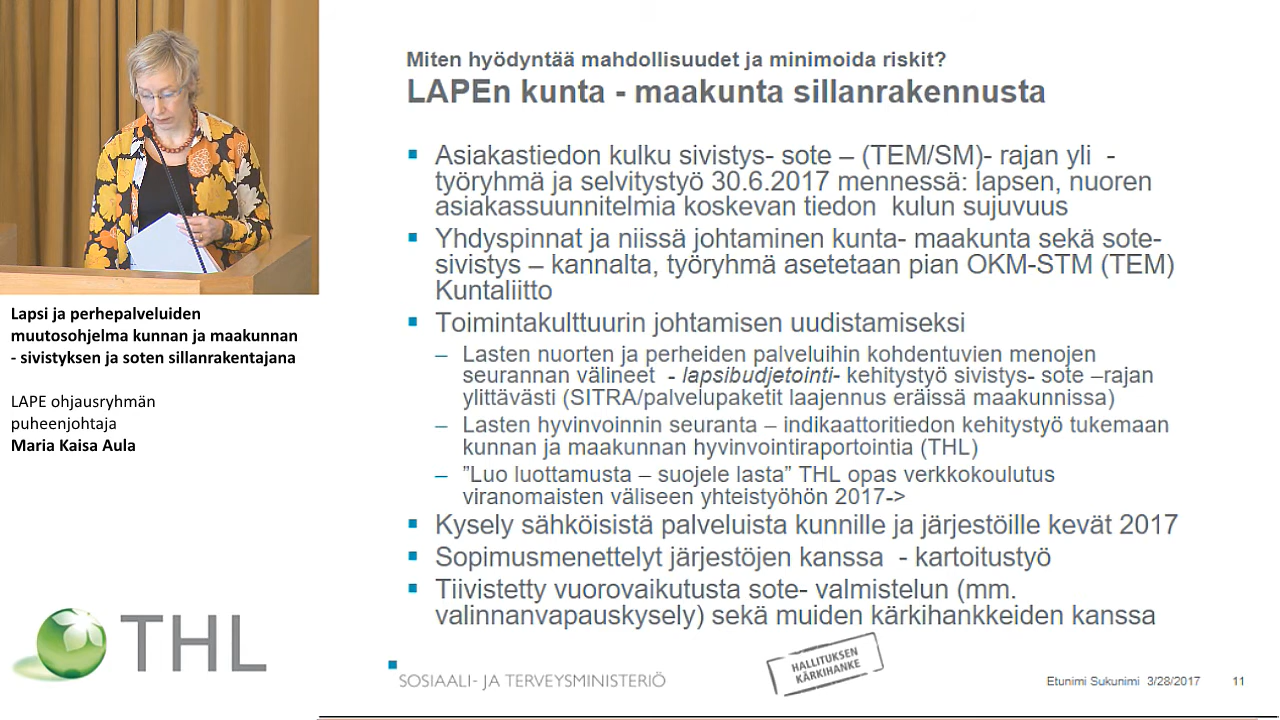 Miten hyödyntää mahdollisuudet ja minimoida riskit?
LAPEn kunta - maakunta sillanrakennusta
Asiakastiedon kulku sivistys- sote – (TEM/SM)- rajan yli -
työryhmä ja selvitystyö 30.6.2017 mennessä: lapsen, nuoren
asiakassuunnitelmia koskevan tiedon kulun sujuvuus
Yhdyspinnat ja niissä johtaminen kunta- maakunta sekä sote-
sivistys – kannalta, työryhmä asetetaan pian OKM-STM (TEM)
Kuntaliitto
Toimintakulttuurin johtamisen uudistamiseksi
– Lasten nuorten ja perheiden palveluihin kohdentuvien menojen
seurannan välineet - lapsibudjetointi- kehitystyö sivistys- sote –rajan
ylittävästi (SITRA/palvelupaketit laajennus eräissä maakunnissa)
– Lasten hyvinvoinnin seuranta – indikaattoritiedon kehitystyö tukemaan
kunnan ja maakunnan hyvinvointiraportointia (THL)
– ”Luo luottamusta – suojele lasta” THL opas verkkokoulutus
viranomaisten väliseen yhteistyöhön 2017->
Kysely sähköisistä palveluista kunnille ja järjestöille kevät 2017
Sopimusmenettelyt järjestöjen kanssa - kartoitustyö
Tiivistetty vuorovaikutusta sote- valmistelun (mm.
valinnanvapauskysely) sekä muiden kärkihankkeiden kanssa
Lapsi ja perhepalveluiden
muutosohjelma kunnan ja maakunnan
- sivistyksen ja soten sillanrakentajana
LAPE ohjausryhmän
puheenjohtaja
Maria Kaisa Aula
THL
SOSIAALI- JA TERVEYSMINISTERIÖ
HALLITUKSEN
KÄRKIHANKE
Etunimi Sukunimi 3/28/2017 11